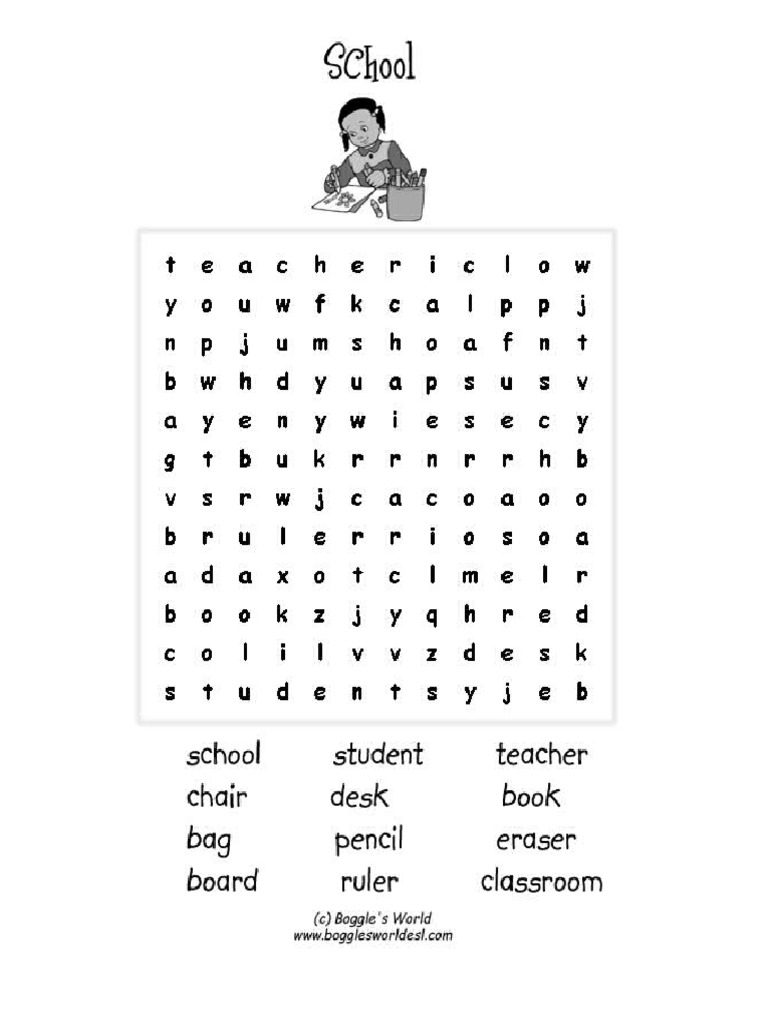 SChool
t e a c h e r i c l o w
y o u w f k c a l p p j
n p j u m s h o a f n t
b w h d y u a p s u s v
a y e n y w i e s e c y
g t b u k r r n r r h b
v s r w j c a c o a o o
b r u l e r r i o s o a
a d a x o t c l m e l r
b o o k z j y q h r e d
c o l i l v v z d e s k
s t u d e n t s y j e b
school student teacher
chair desk book
bag pencil eraser
board ruler classroom
(c) Boggle's World
www.bogglesworldesl.com